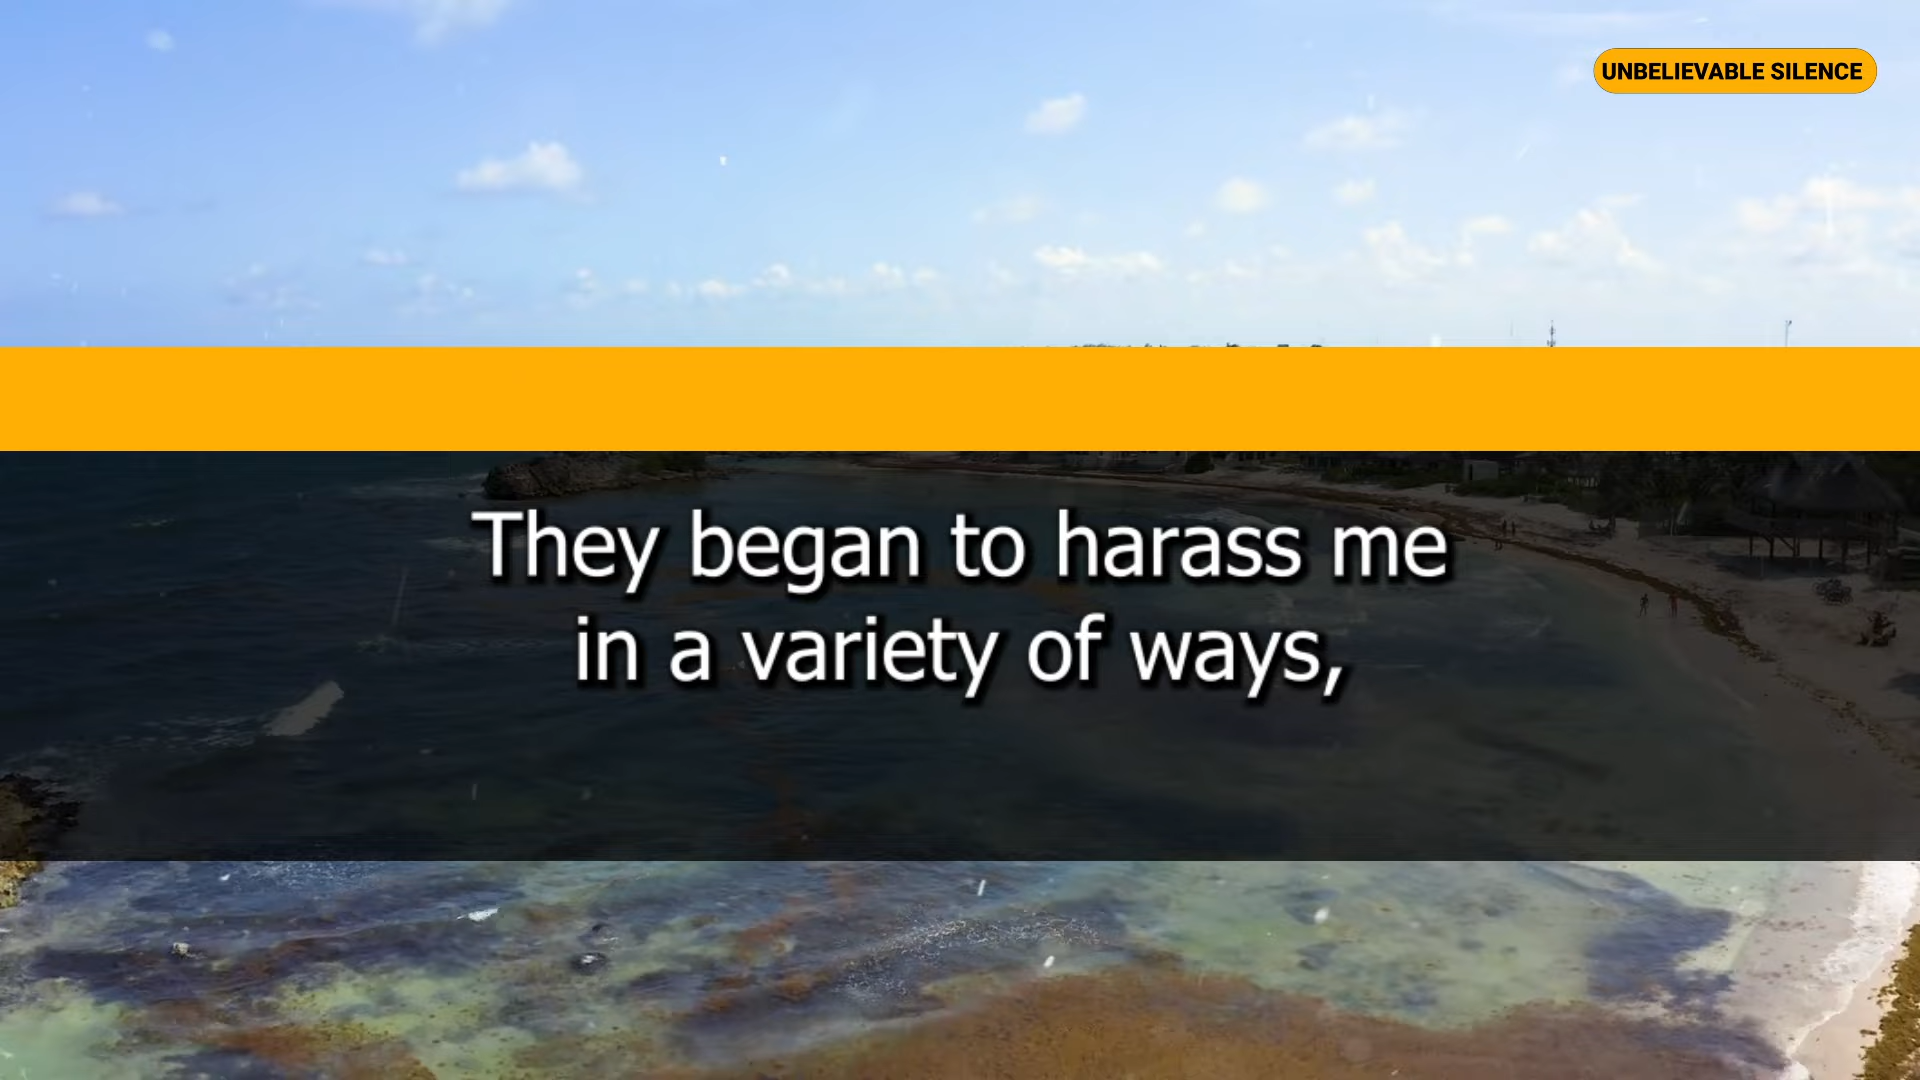 UNBELIEVABLE SILENCE
They began to harass me
in a variety of ways,